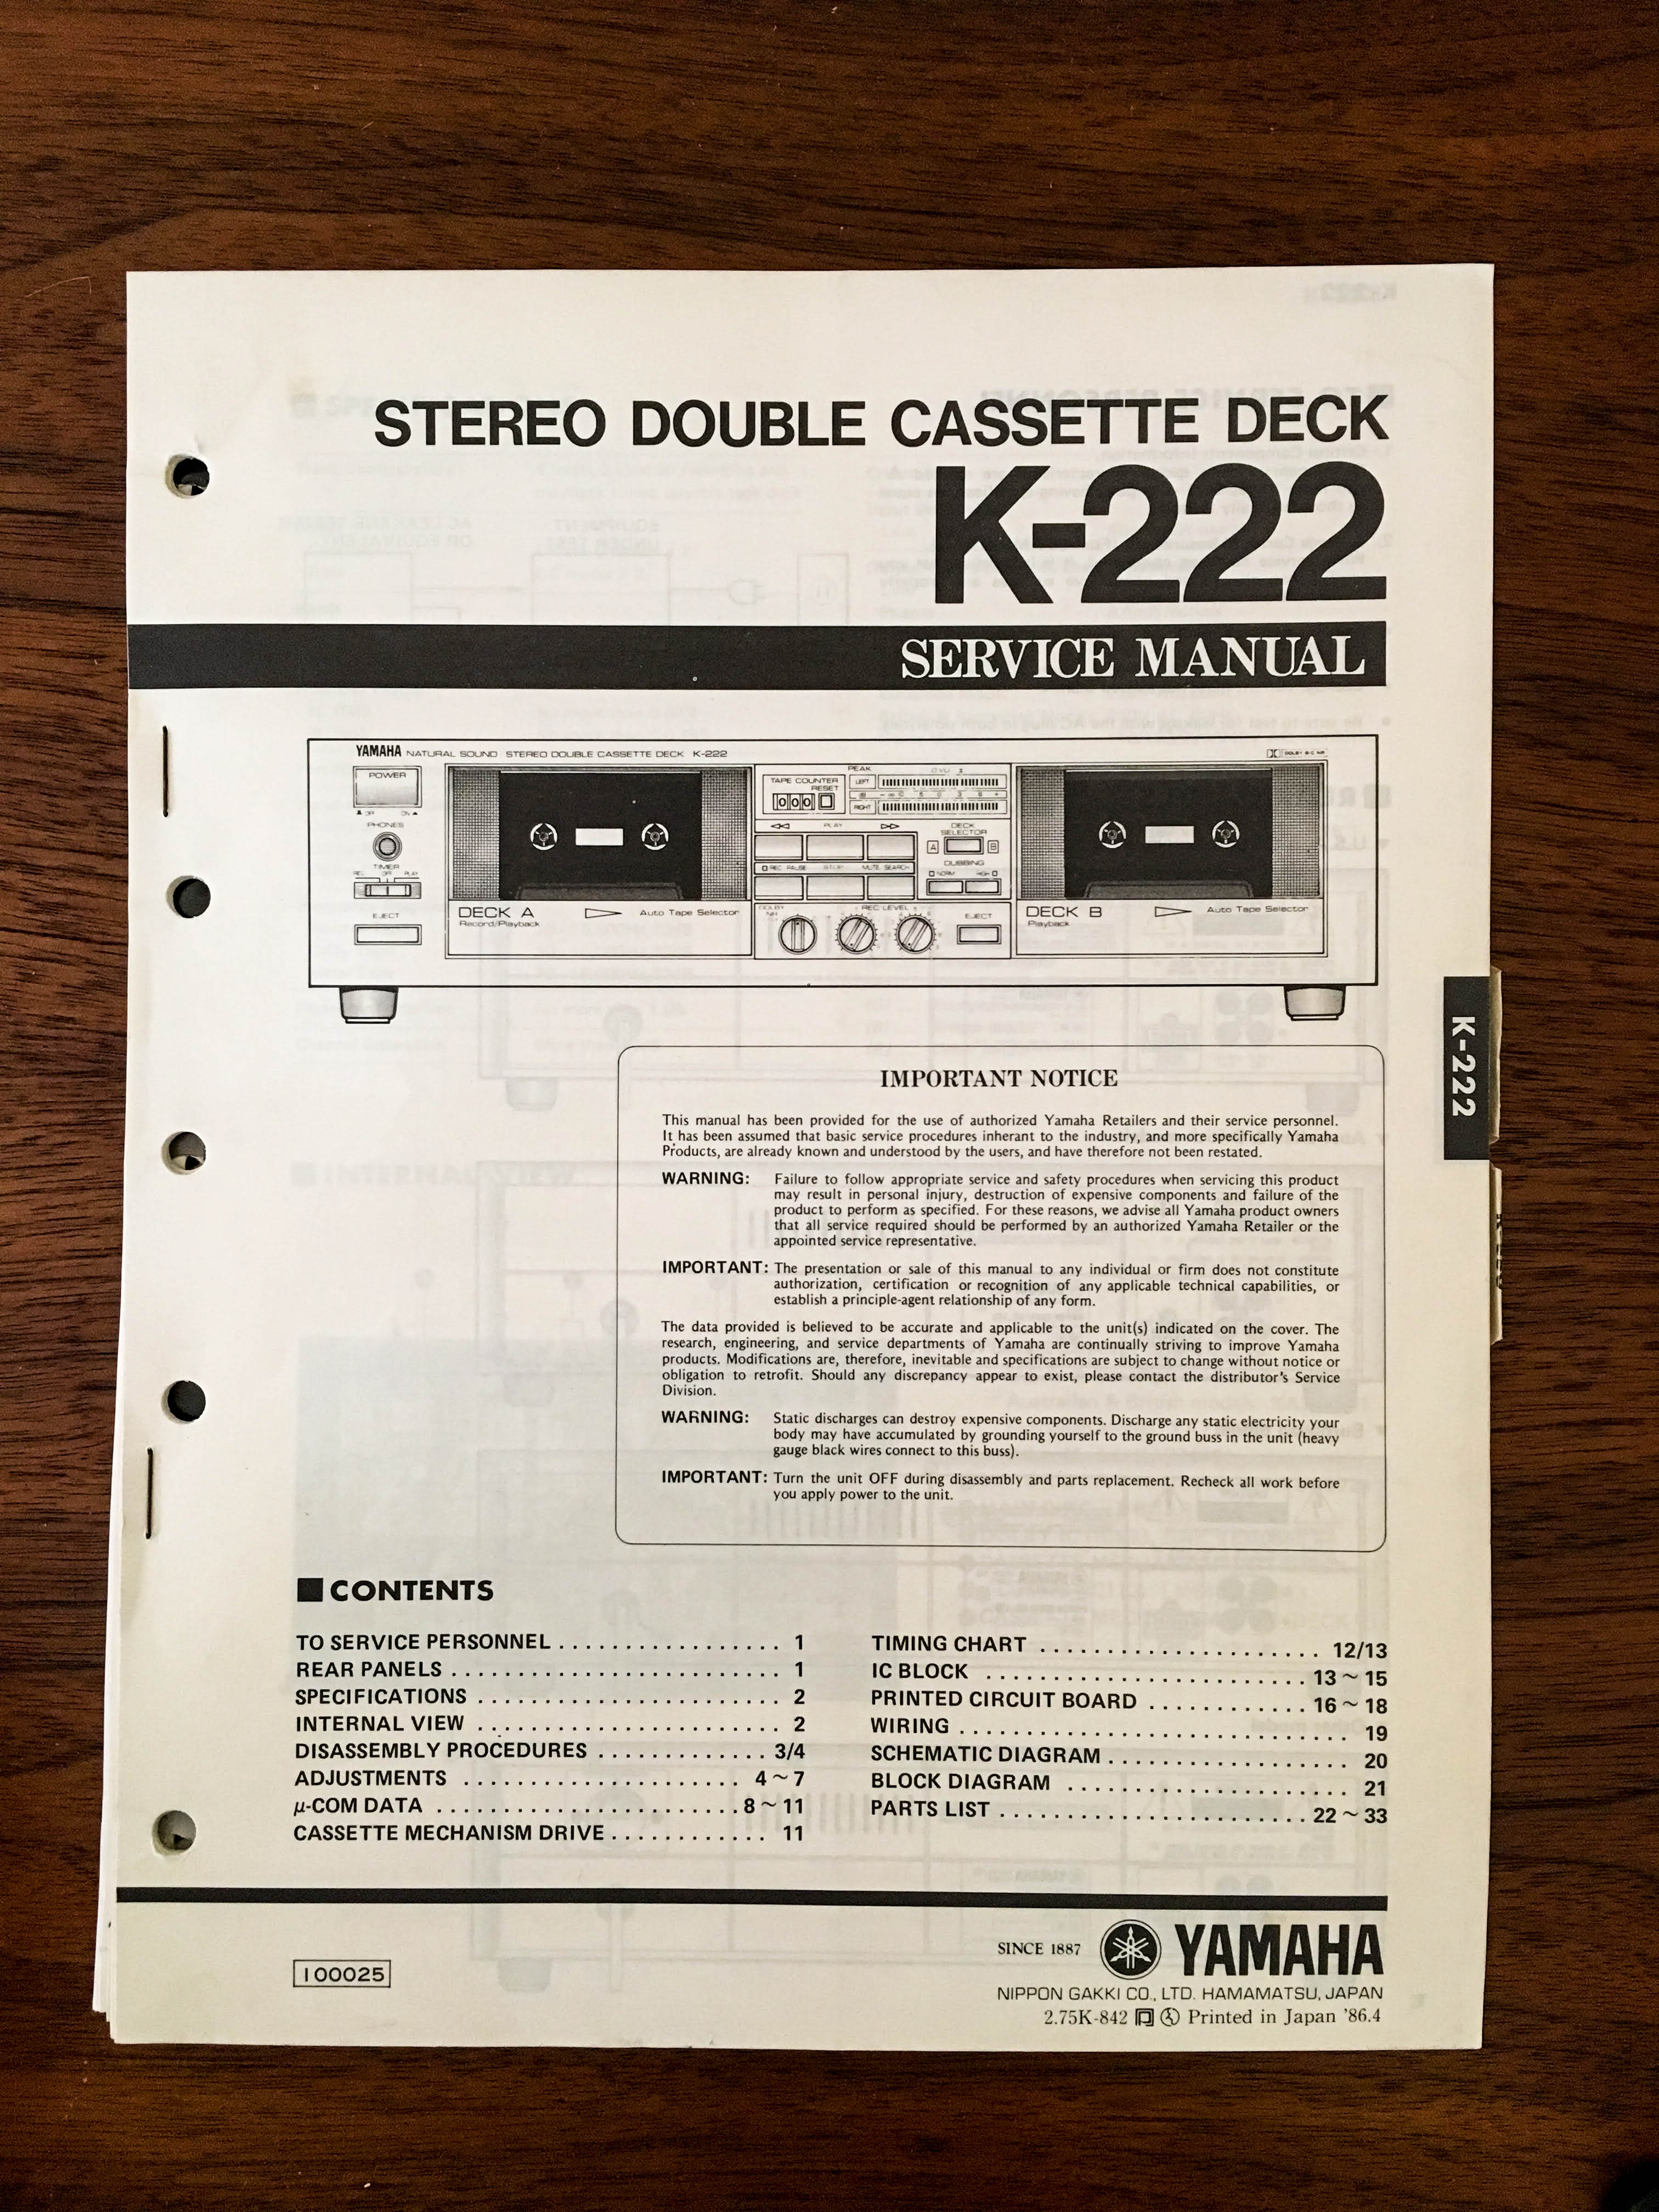 STEREO DOUBLE CASSETTE DECK
K-222
SERVICE MANUAL
YAMAHA NATURAL SOUND STEREO DOUBLE CASSETTE DECK K-222
DOLBY B-C NR
POWER
OFF ON
PHONES
TIMER
REC OFF PLAY
EJECT
DECK A
Record/Playback
Auto Tape Selector
TAPE COUNTER
RESET
000
PEAK
LEFT
dB
RIGHT
PLAY
REC PAUSE STOP MUTE SEARCH
DECK
SELECTOR
A B
DUBBING
NORM HIGH
DOLBY
NR
REC LEVEL
EJECT
DECK B
Playback
Auto Tape Selector
K-222
IMPORTANT NOTICE
This manual has been provided for the use of authorized Yamaha Retailers and their service personnel.
It has been assumed that basic service procedures inherant to the industry, and more specifically Yamaha
Products, are already known and understood by the users, and have therefore not been restated.
WARNING: Failure to follow appropriate service and safety procedures when servicing this product
may result in personal injury, destruction of expensive components and failure of the
product to perform as specified. For these reasons, we advise all Yamaha product owners
that all service required should be performed by an authorized Yamaha Retailer or the
appointed service representative.
IMPORTANT: The presentation or sale of this manual to any individual or firm does not constitute
authorization, certification or recognition of any applicable technical capabilities, or
establish a principle-agent relationship of any form.
The data provided is believed to be accurate and applicable to the unit(s) indicated on the cover. The
research, engineering, and service departments of Yamaha are continually striving to improve Yamaha
products. Modifications are, therefore, inevitable and specifications are subject to change without notice or
obligation to retrofit. Should any discrepancy appear to exist, please contact the distributor's Service
Division.
WARNING: Static discharges can destroy expensive components. Discharge any static electricity your
body may have accumulated by grounding yourself to the ground buss in the unit (heavy
gauge black wires connect to this buss).
IMPORTANT: Turn the unit OFF during disassembly and parts replacement. Recheck all work before
you apply power to the unit.
■ CONTENTS
TO SERVICE PERSONNEL . . . . . . . . . . . . . . . . . 1
REAR PANELS . . . . . . . . . . . . . . . . . . . . . . . . . 1
SPECIFICATIONS . . . . . . . . . . . . . . . . . . . . . . . 2
INTERNAL VIEW . . . . . . . . . . . . . . . . . . . . . . . 2
DISASSEMBLY PROCEDURES . . . . . . . . . . . . . 3/4
ADJUSTMENTS . . . . . . . . . . . . . . . . . . . . . 4 ~ 7
μ-COM DATA . . . . . . . . . . . . . . . . . . . . . . . 8 ~ 11
CASSETTE MECHANISM DRIVE . . . . . . . . . . . . 11
TIMING CHART . . . . . . . . . . . . . . . . . . . . . 12/13
IC BLOCK . . . . . . . . . . . . . . . . . . . . . . . . 13 ~ 15
PRINTED CIRCUIT BOARD . . . . . . . . . . . . 16 ~ 18
WIRING . . . . . . . . . . . . . . . . . . . . . . . . . . . . . 19
SCHEMATIC DIAGRAM . . . . . . . . . . . . . . . . . . 20
BLOCK DIAGRAM . . . . . . . . . . . . . . . . . . . . . 21
PARTS LIST . . . . . . . . . . . . . . . . . . . . . . . 22 ~ 33
100025
SINCE 1887 YAMAHA
NIPPON GAKKI CO., LTD. HAMAMATSU, JAPAN
2.75K-842 Printed in Japan '86.4